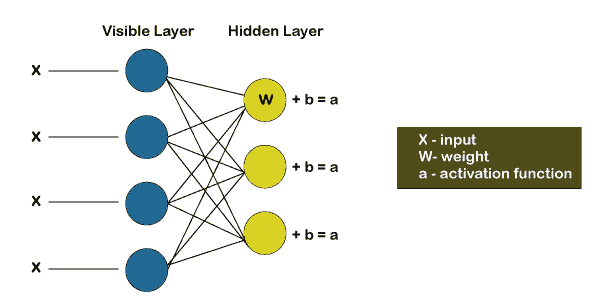 Visible Layer Hidden Layer
X
W + b = a
X
+ b = a
X
+ b = a
X
X - input
W- weight
a - activation function